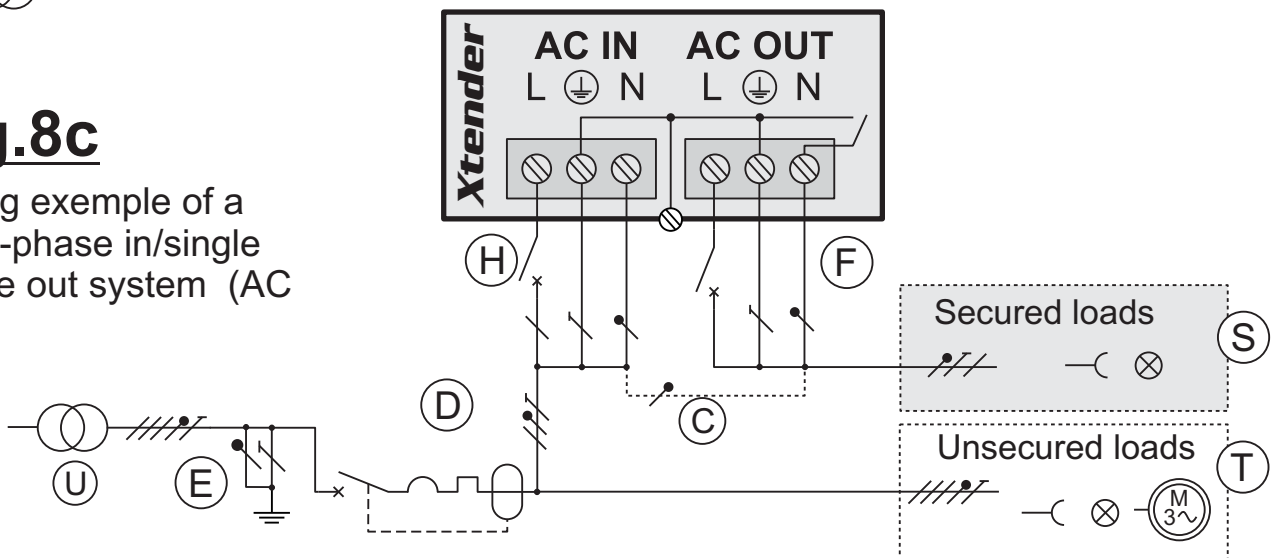 Xtender
AC IN AC OUT
L N L N
g.8c
g exemple of a
-phase in/single
e out system (AC
H
F
Secured loads
S
D
C
Unsecured loads
T
U
E
M
3~